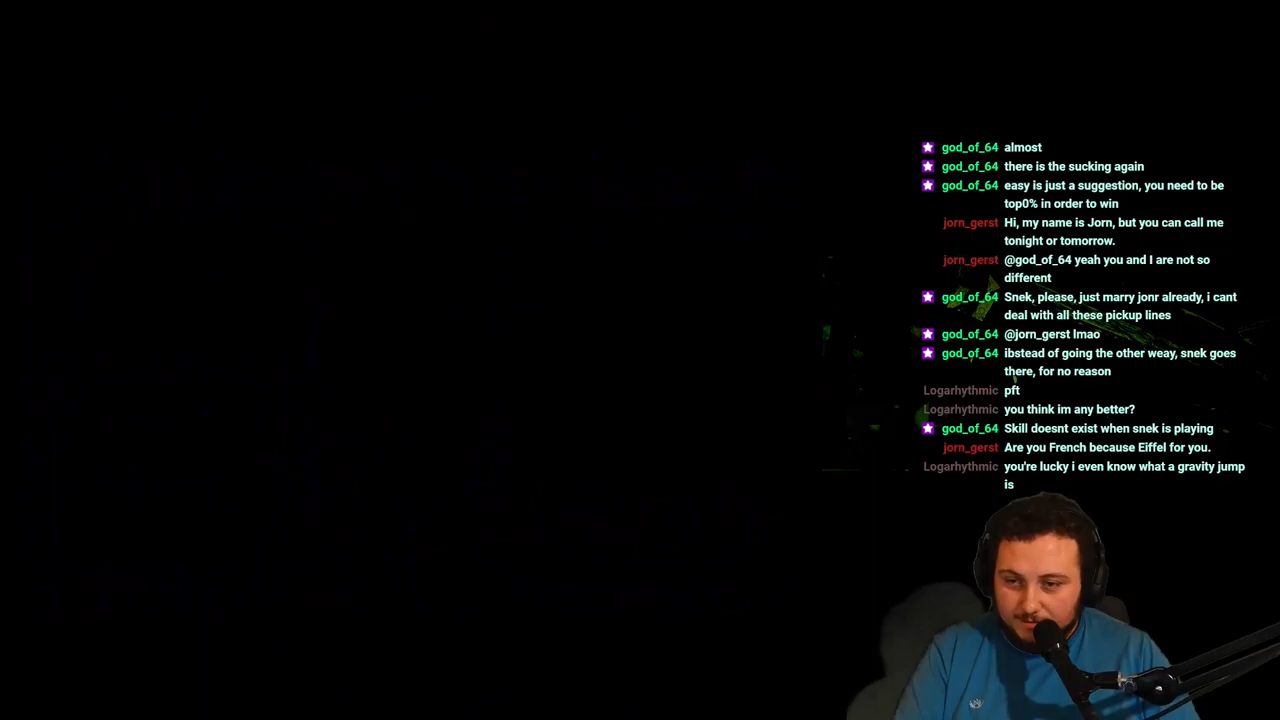 god_of_64 almost
god_of_64 there is the sucking again
god_of_64 easy is just a suggestion, you need to be
top0% in order to win
jorn_gerst Hi, my name is Jorn, but you can call me
tonight or tomorrow.
jorn_gerst @god_of_64 yeah you and I are not so
different
god_of_64 Snek, please, just marry jonr already, i cant
deal with all these pickup lines
god_of_64 @jorn_gerst lmao
god_of_64 ibstead of going the other weay, snek goes
there, for no reason
Logarhythmic pft
Logarhythmic you think im any better?
god_of_64 Skill doesnt exist when snek is playing
jorn_gerst Are you French because Eiffel for you.
Logarhythmic you're lucky i even know what a gravity jump
is